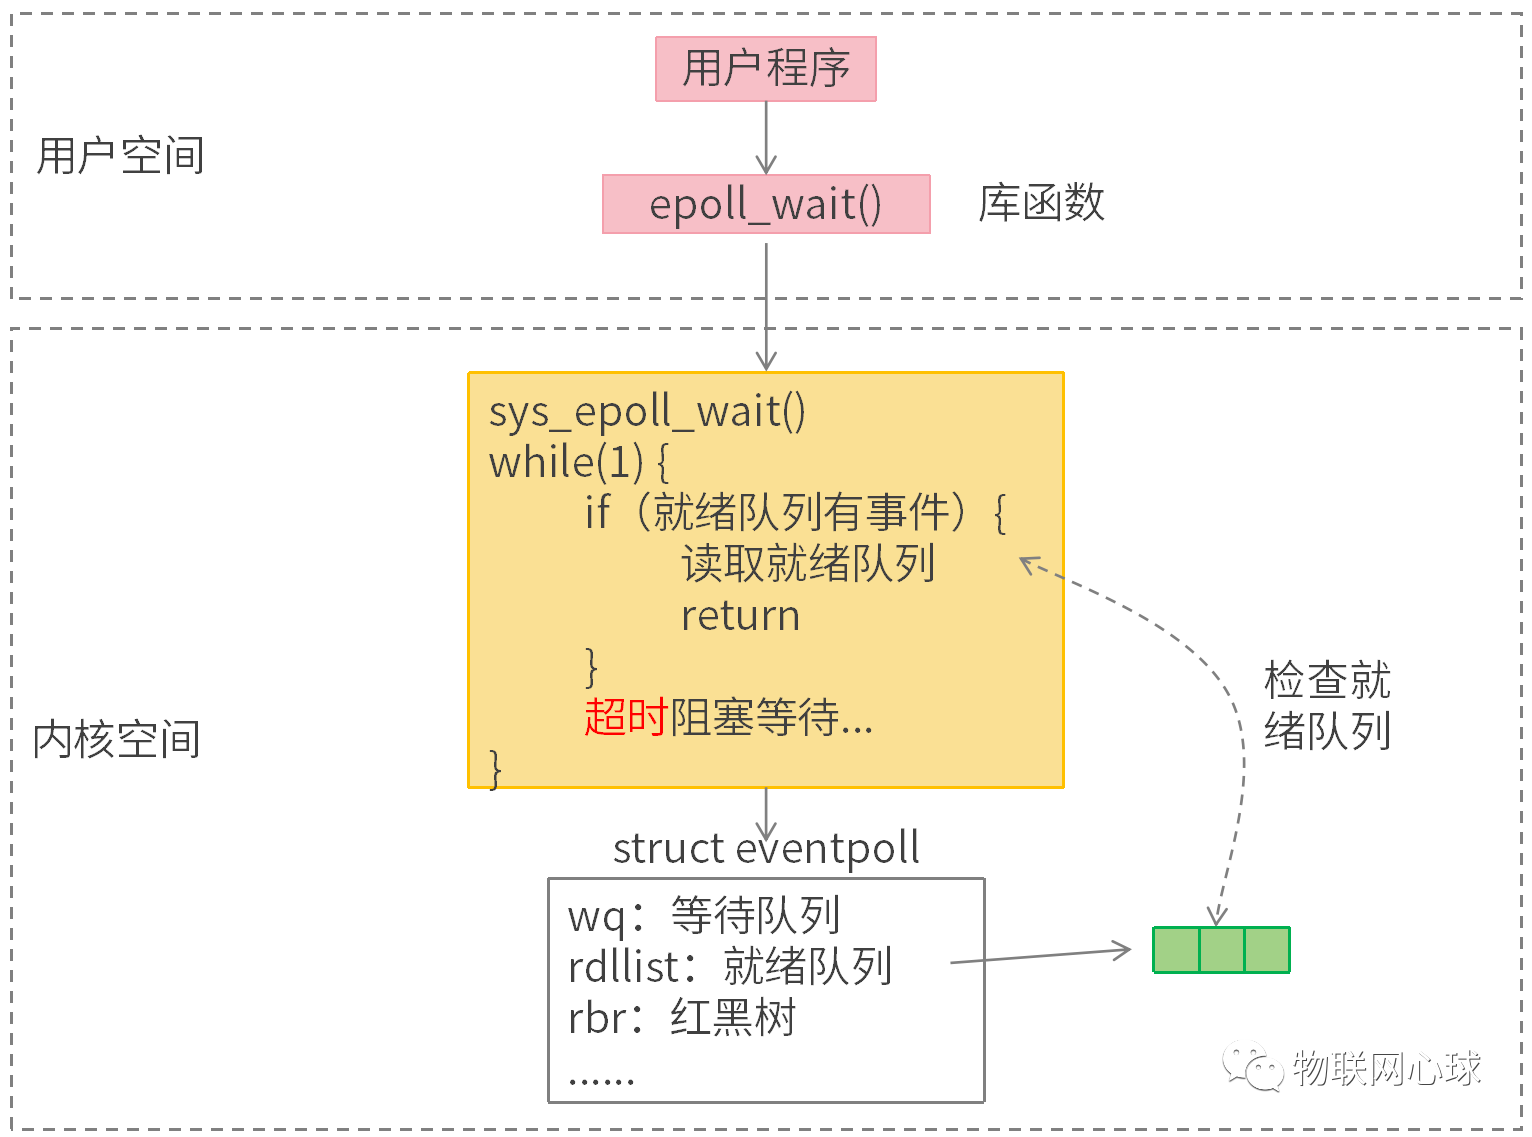 用户程序
用户空间
epoll_wait()
库函数
sys_epoll_wait()
while(1) {
if（就绪队列有事件）{
读取就绪队列
return
}
超时阻塞等待...
}
检查就
绪队列
内核空间
struct eventpoll
wq：等待队列
rdllist：就绪队列
rbr：红黑树
......
物联网心球